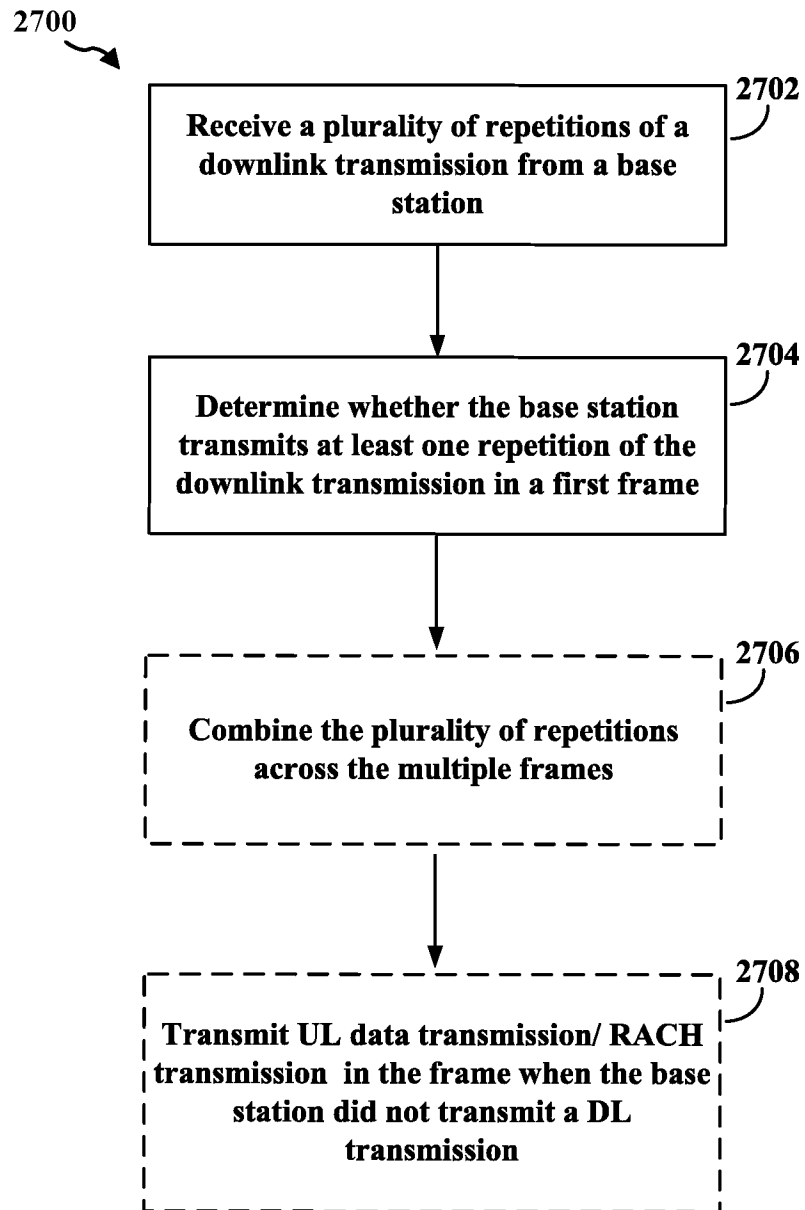 2700
2702
Receive a plurality of repetitions of a
downlink transmission from a base
station
2704
Determine whether the base station
transmits at least one repetition of the
downlink transmission in a first frame
2706
Combine the plurality of repetitions
across the multiple frames
2708
Transmit UL data transmission/ RACH
transmission in the frame when the base
station did not transmit a DL
transmission